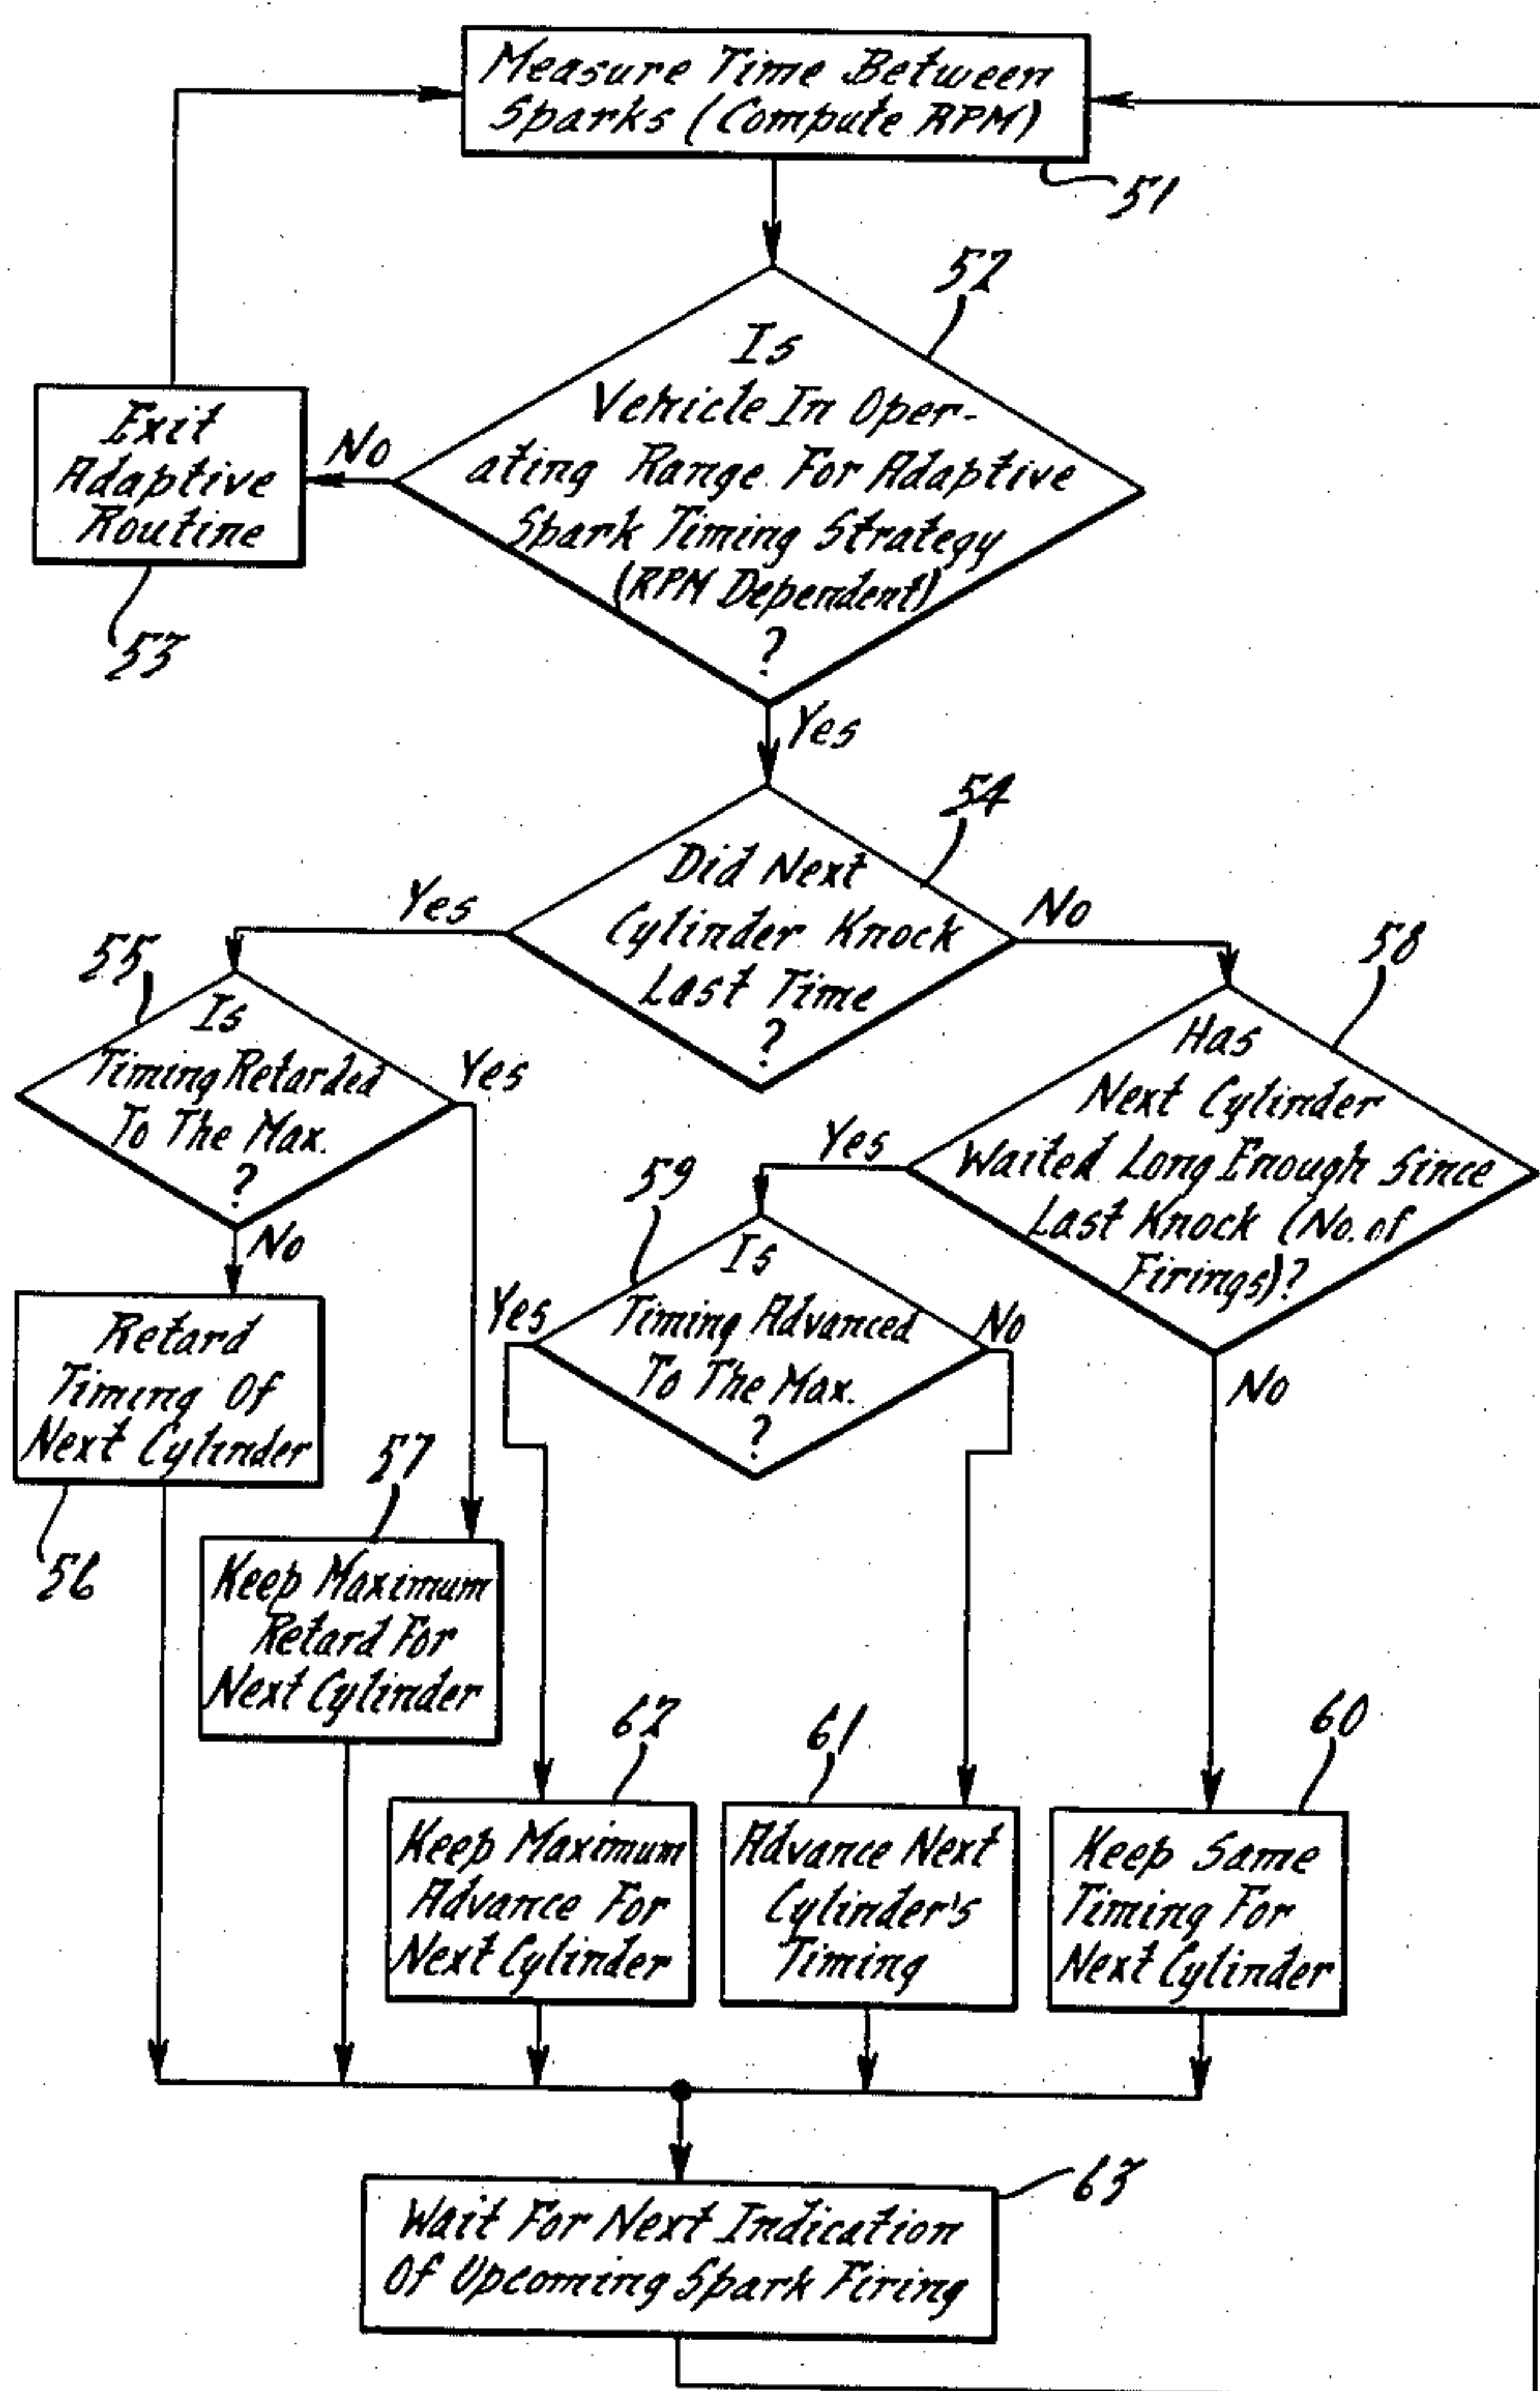 Measure Time Between
Sparks (Compute RPM)
51
52
Is
Vehicle In Oper-
ating Range For Adaptive
Spark Timing Strategy
(RPM Dependent)
?
No
Exit
Adaptive
Routine
53
Yes
54
Did Next
Cylinder Knock
Last Time
?
Yes
No
55
Is
Timing Retarded
To The Max.
?
Yes
No
58
Has
Next Cylinder
Waited Long Enough Since
Last Knock (No. of
Firings)?
Yes
No
59
Is
Timing Advanced
To The Max.
?
Yes
No
Retard
Timing Of
Next Cylinder
56
57
Keep Maximum
Retard For
Next Cylinder
62
Keep Maximum
Advance For
Next Cylinder
61
Advance Next
Cylinder's
Timing
60
Keep Same
Timing For
Next Cylinder
63
Wait For Next Indication
Of Upcoming Spark Firing